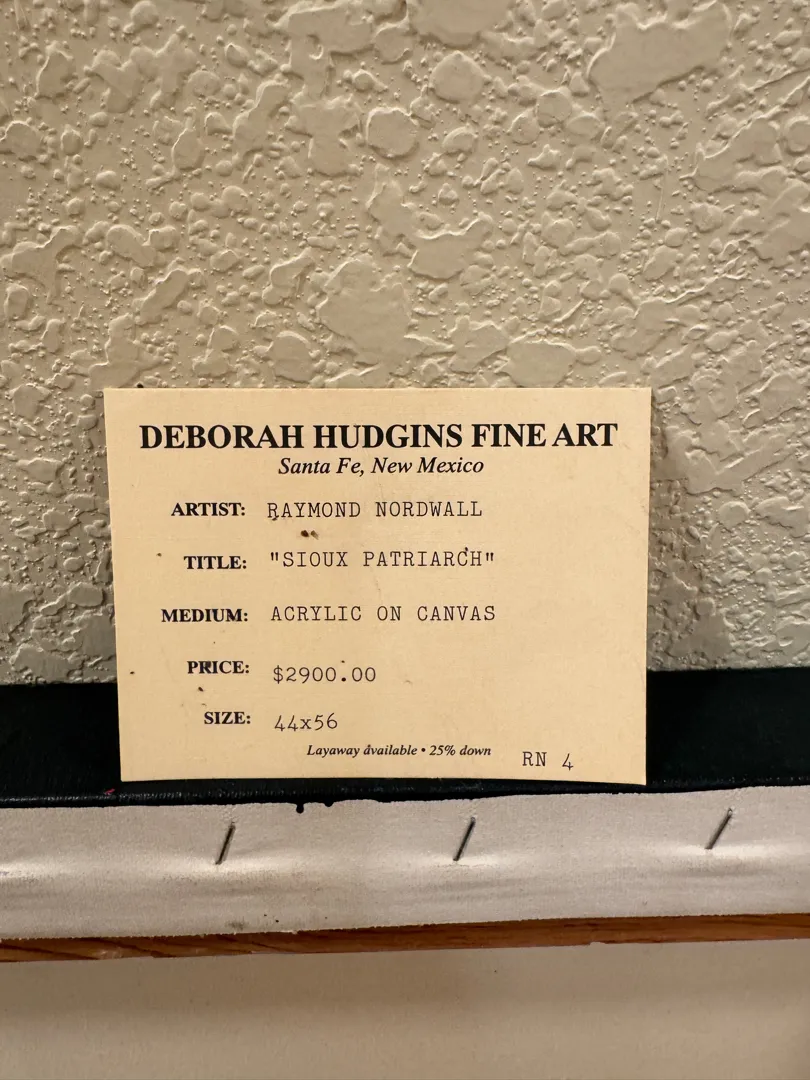 DEBORAH HUDGINS FINE ART
Santa Fe, New Mexico
ARTIST: RAYMOND NORDWALL
TITLE: "SIOUX PATRIARCH"
MEDIUM: ACRYLIC ON CANVAS
PRICE: $2900.00
SIZE: 44x56
Layaway available • 25% down
RN 4